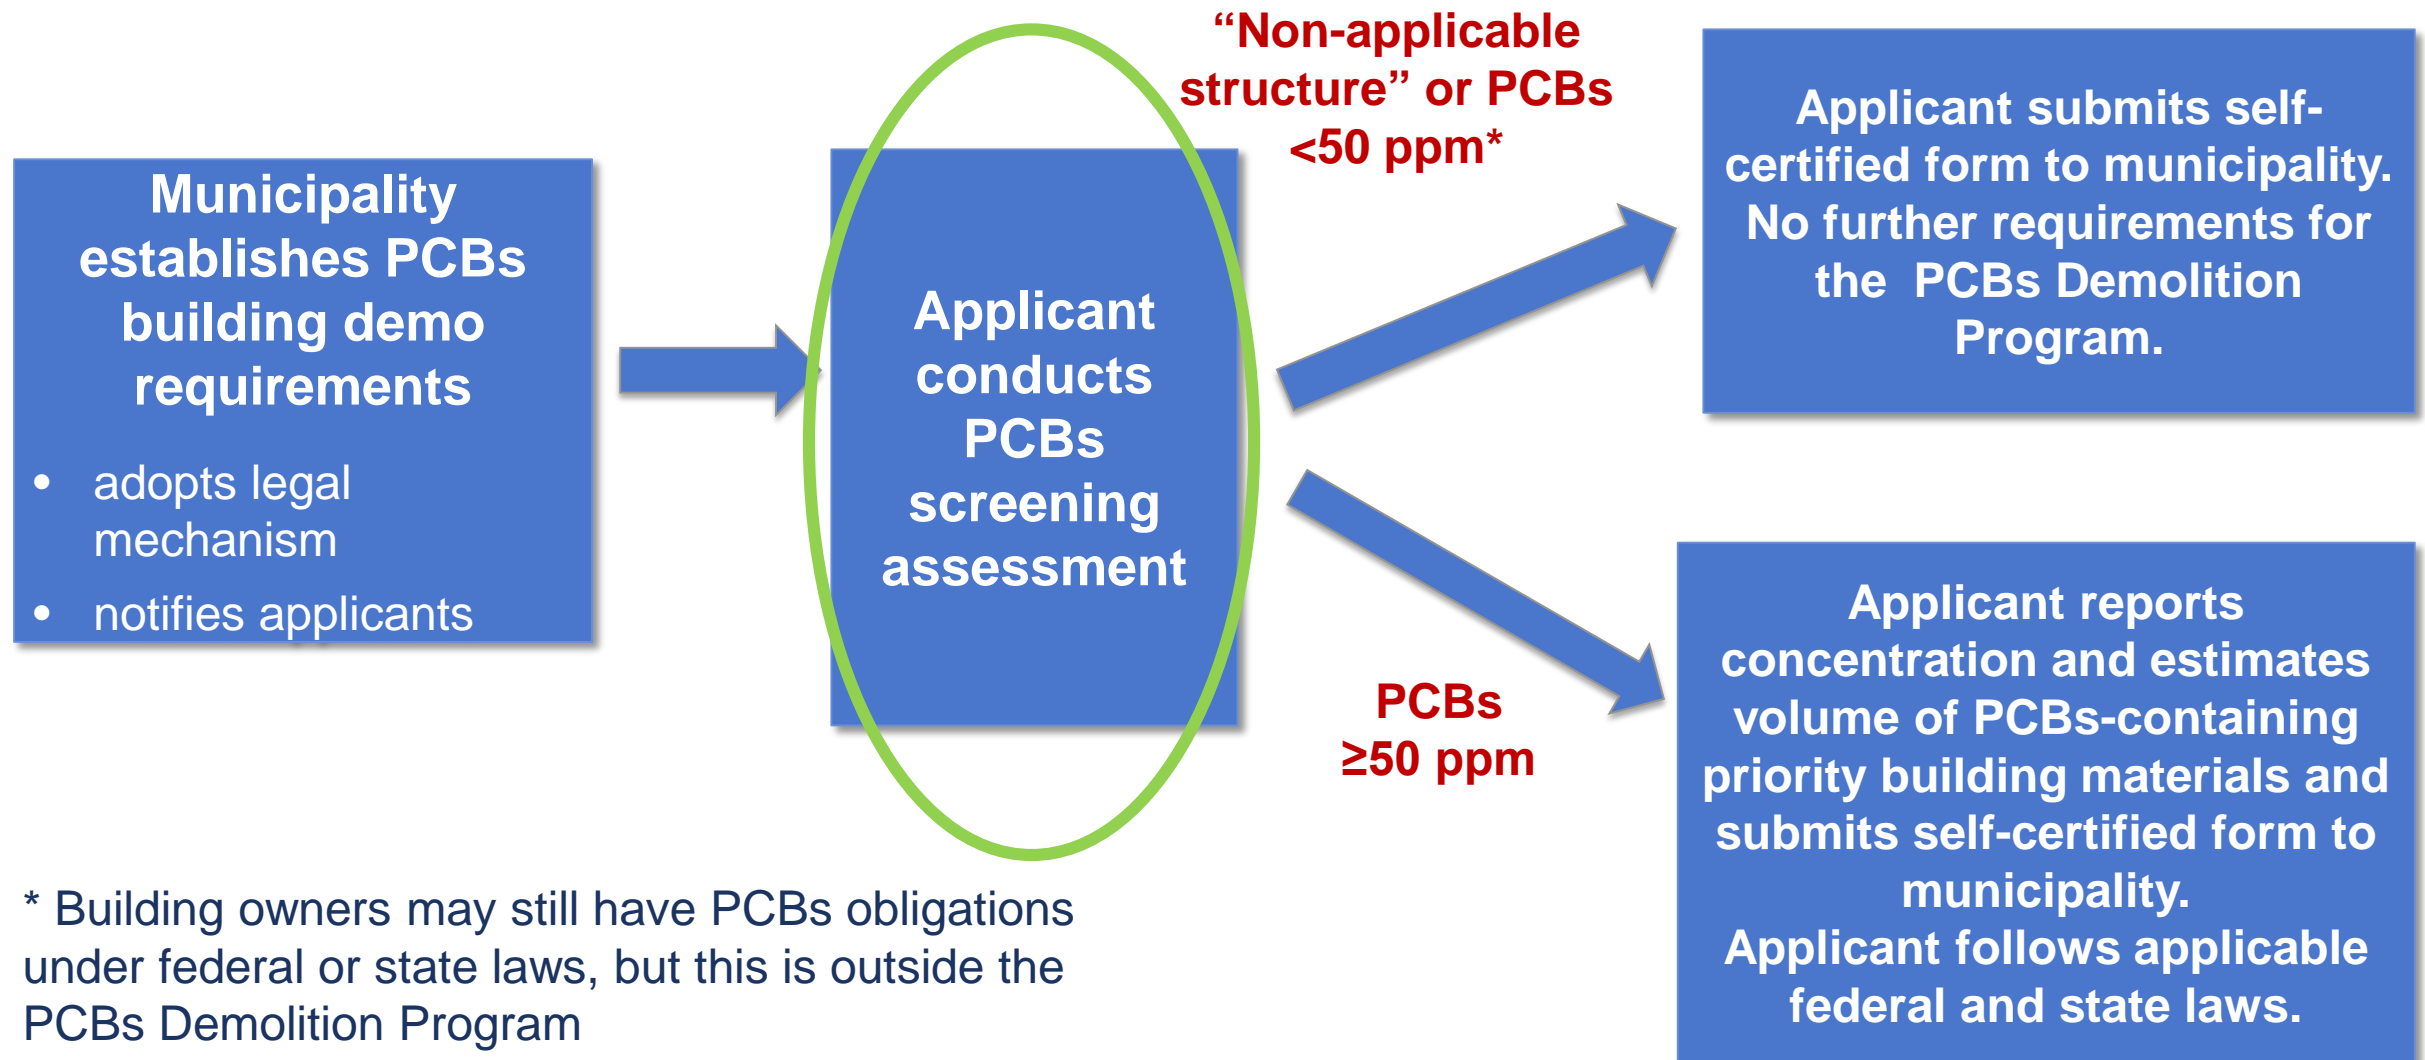 Municipality
establishes PCBs
building demo
requirements
• adopts legal
mechanism
• notifies applicants
Applicant
conducts
PCBs
screening
assessment
“Non-applicable
structure” or PCBs
<50 ppm*
Applicant submits self-
certified form to municipality.
No further requirements for
the PCBs Demolition
Program.
PCBs
≥50 ppm
Applicant reports
concentration and estimates
volume of PCBs-containing
priority building materials and
submits self-certified form to
municipality.
Applicant follows applicable
federal and state laws.
* Building owners may still have PCBs obligations
under federal or state laws, but this is outside the
PCBs Demolition Program